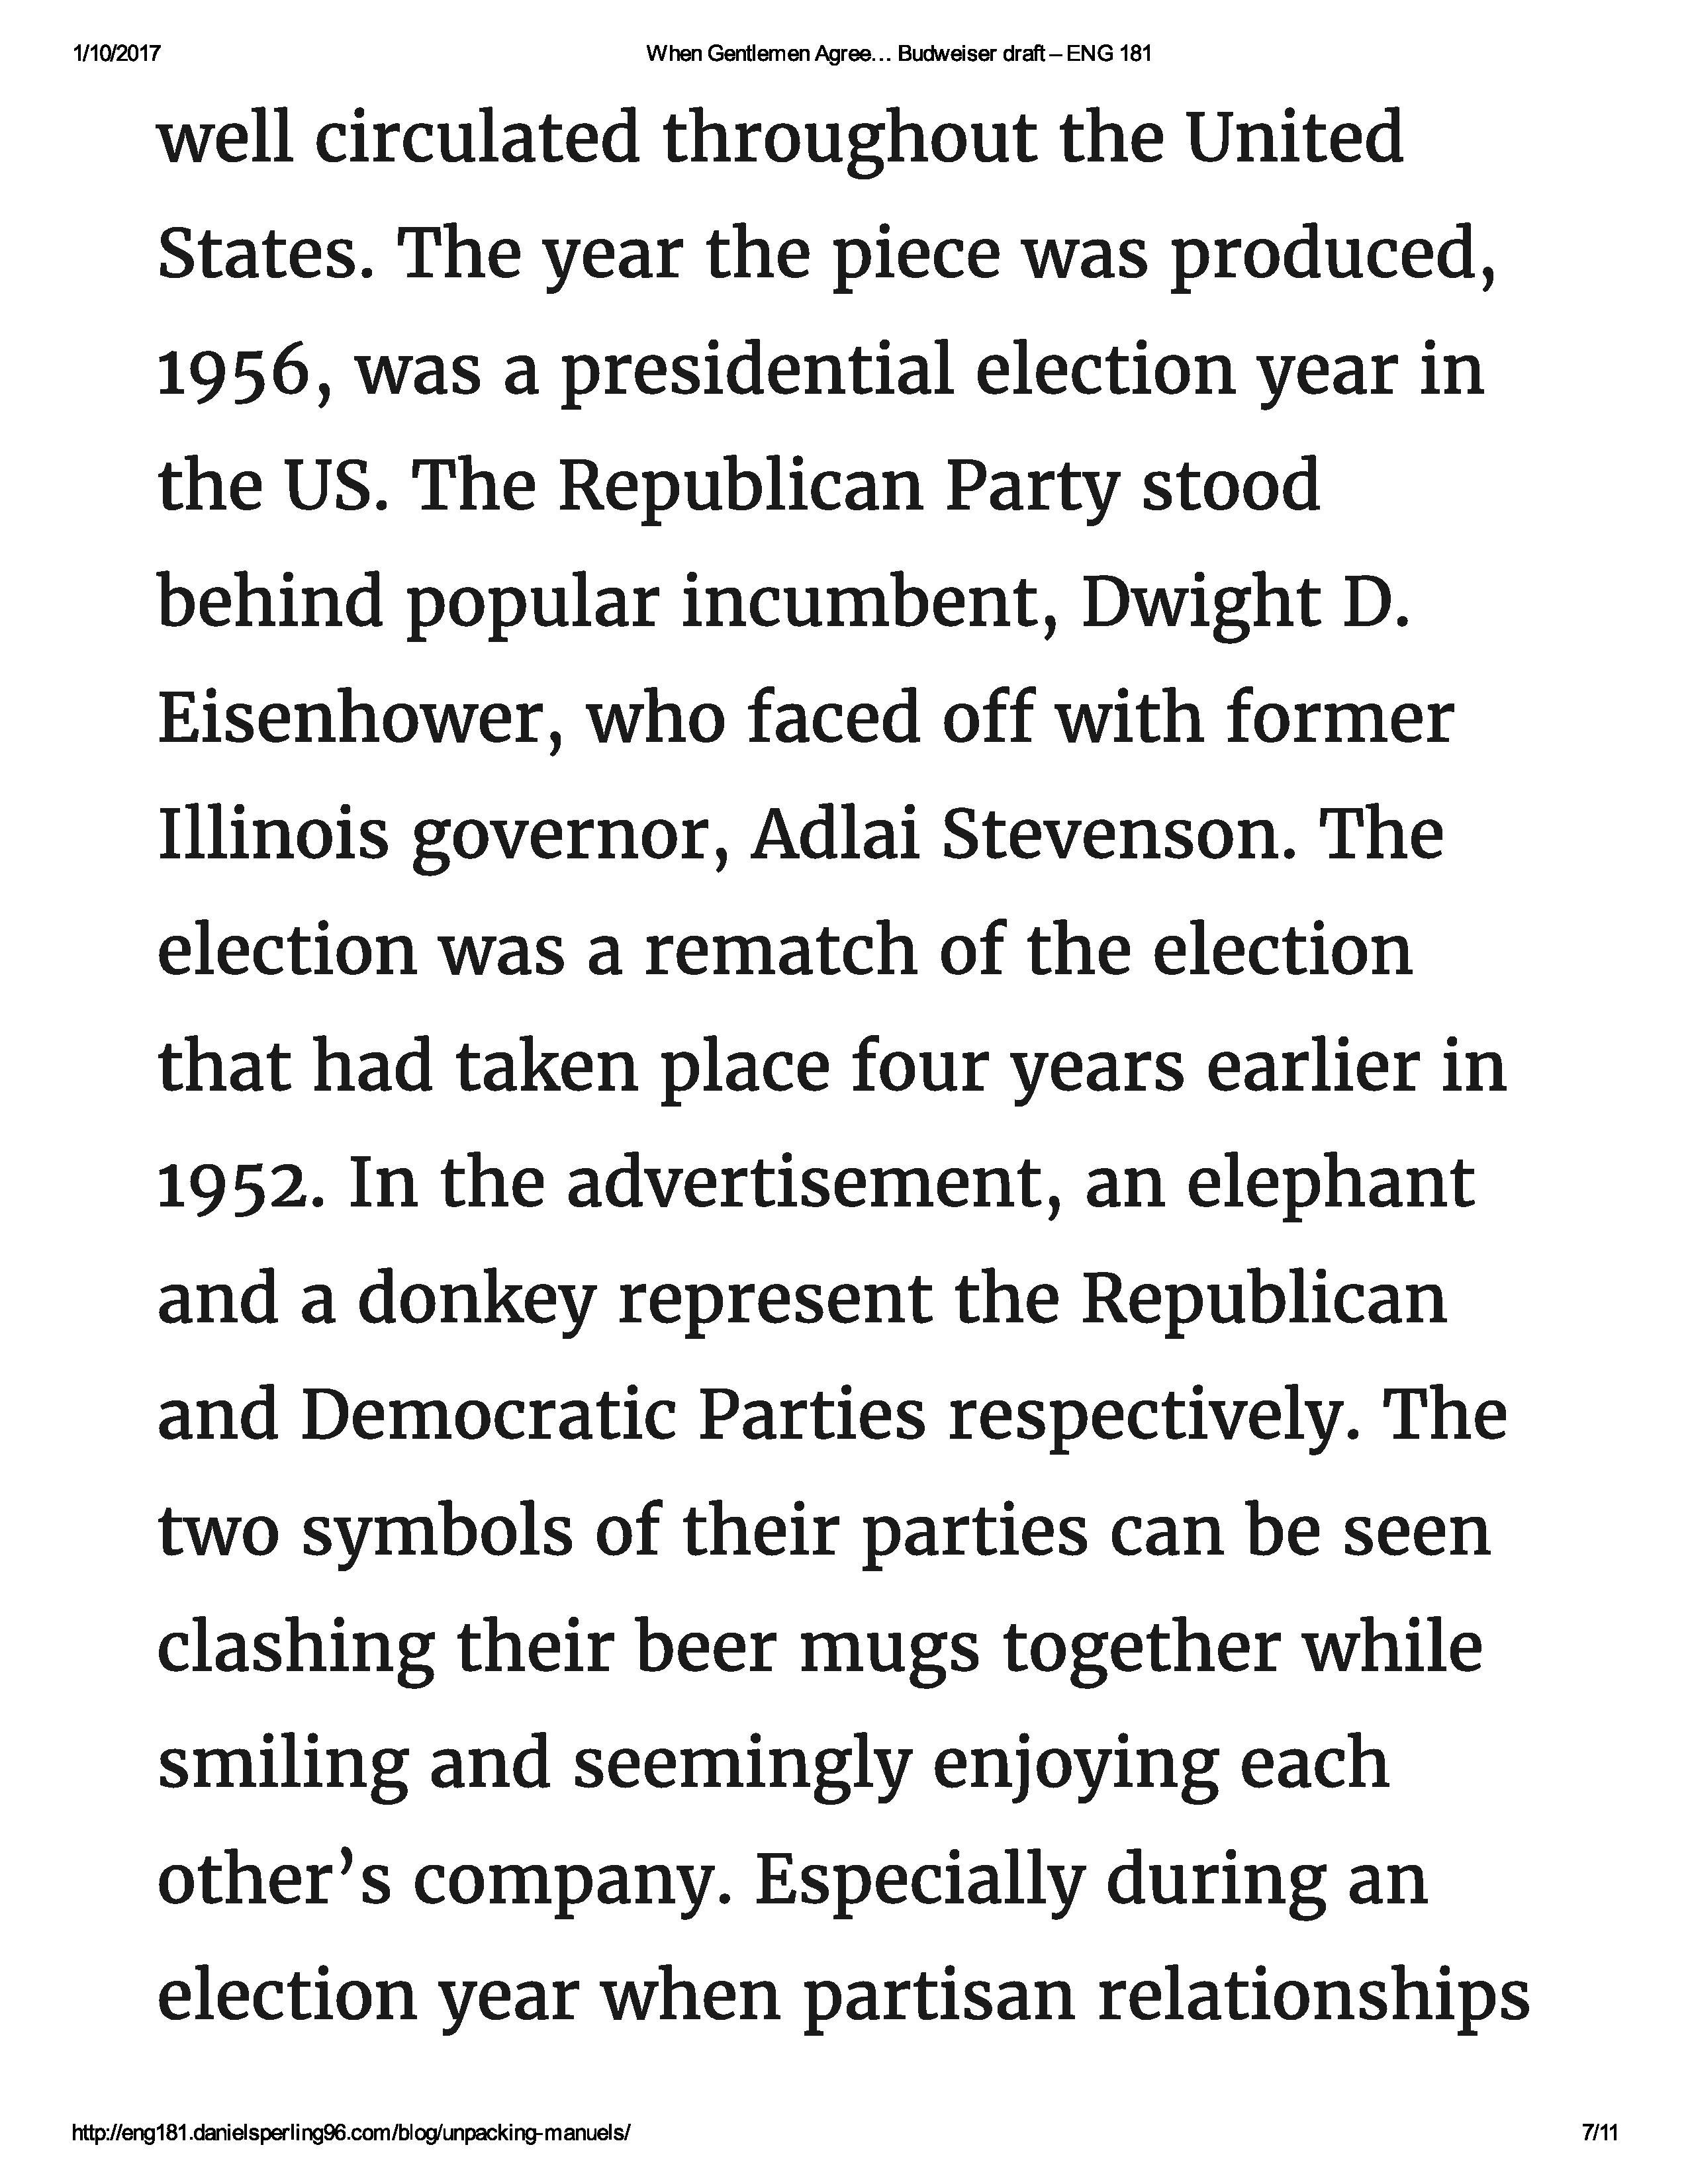 1/10/2017 When Gentlemen Agree… Budweiser draft – ENG 181
well circulated throughout the United
States. The year the piece was produced,
1956, was a presidential election year in
the US. The Republican Party stood
behind popular incumbent, Dwight D.
Eisenhower, who faced off with former
Illinois governor, Adlai Stevenson. The
election was a rematch of the election
that had taken place four years earlier in
1952. In the advertisement, an elephant
and a donkey represent the Republican
and Democratic Parties respectively. The
two symbols of their parties can be seen
clashing their beer mugs together while
smiling and seemingly enjoying each
other’s company. Especially during an
election year when partisan relationships
http://eng181.danielsperling96.com/blog/unpacking-manuels/ 7/11